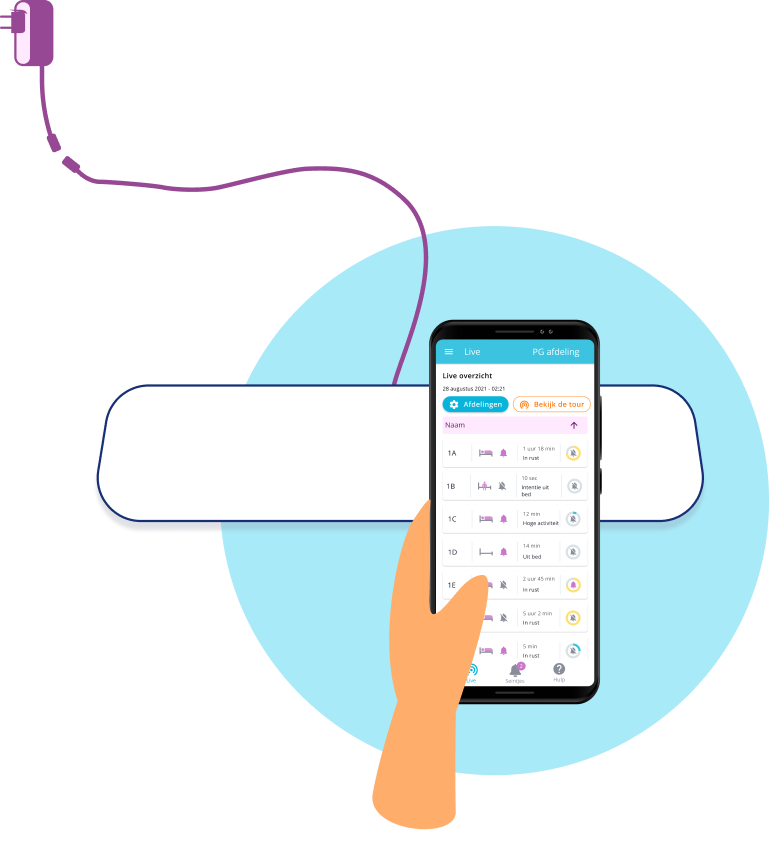 Live PG afdeling
Live overzicht
28 augustus 2021 - 02:21
Afdelingen Bekijk de tour
Naam
1A 1 uur 18 min
In rust
1B 10 sec
Intentie uit
bed
1C 12 min
Hoge activiteit
1D 14 min
Uit bed
1E 2 uur 45 min
In rust
5 uur 2 min
In rust
5 min
In rust
2
Live Seintjes Help